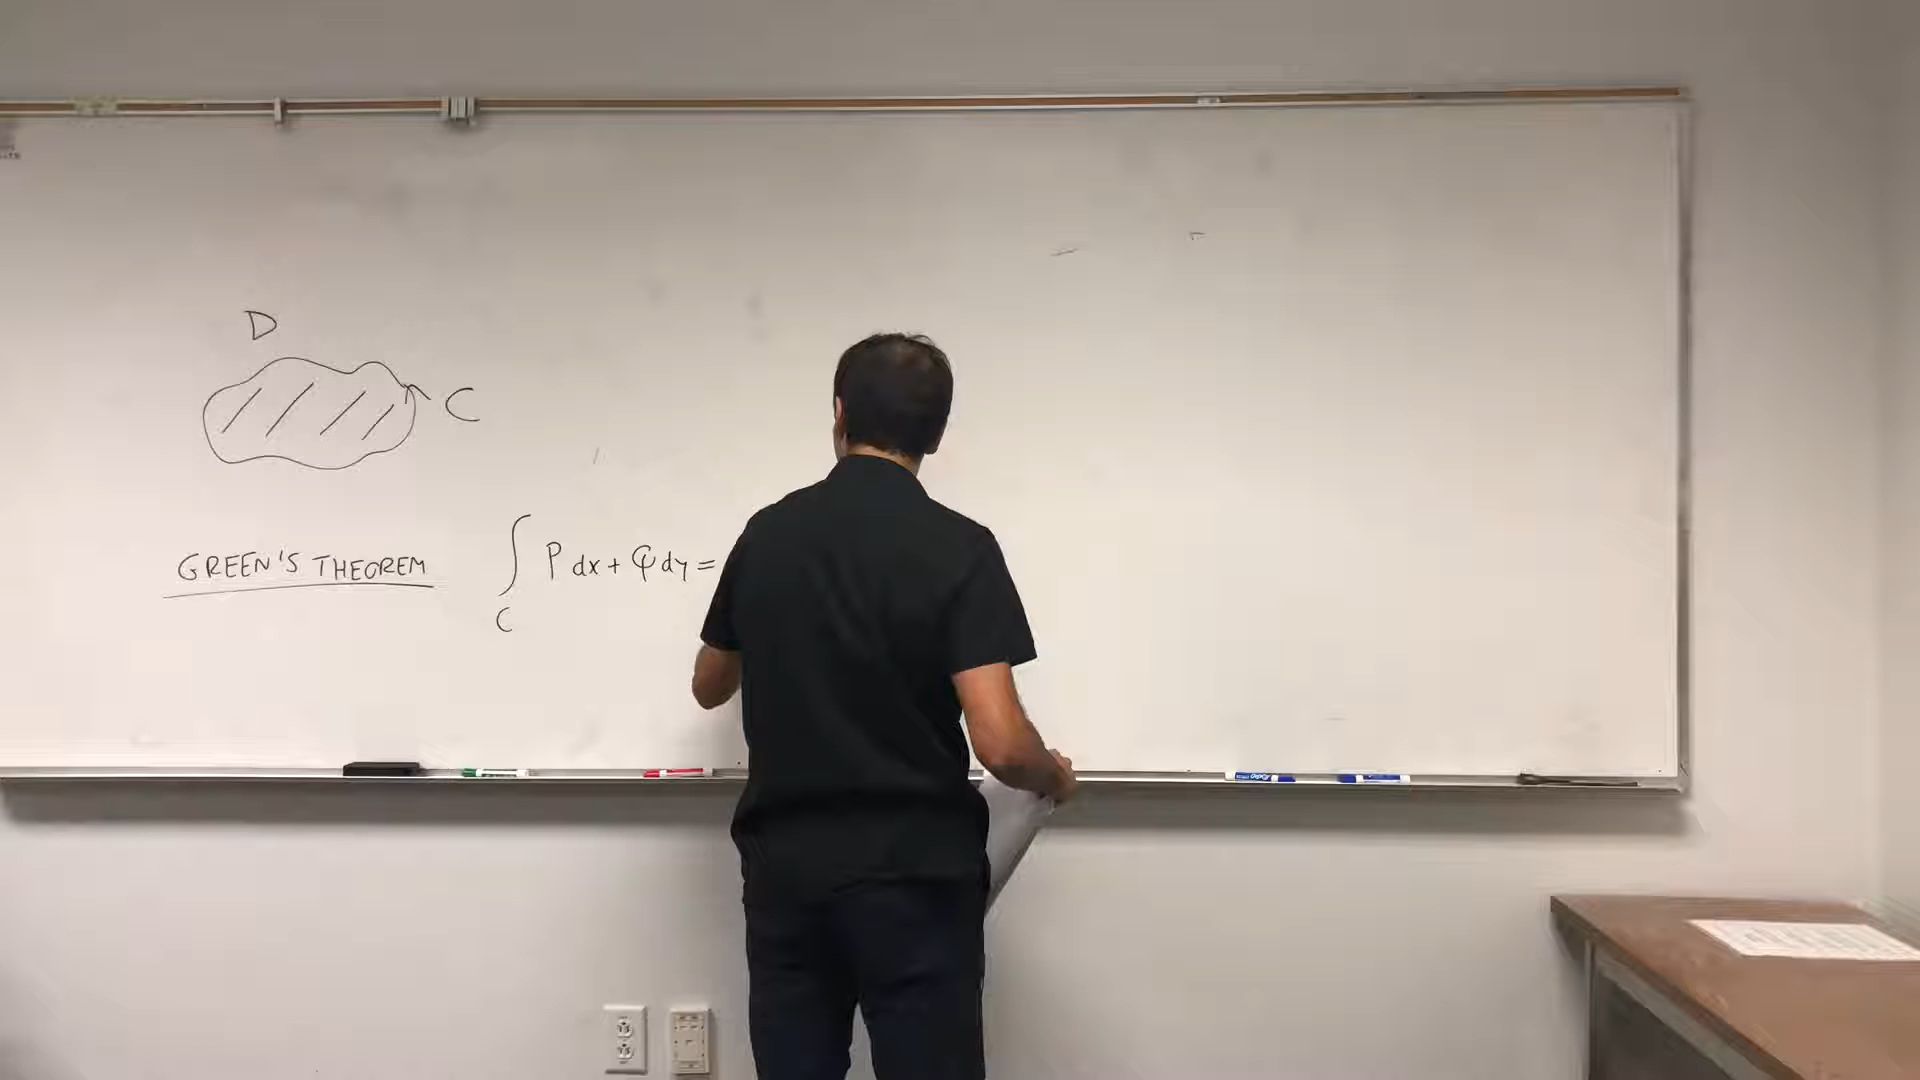 D
C
GREEN'S THEOREM ∫ P dx + Q dy =
C